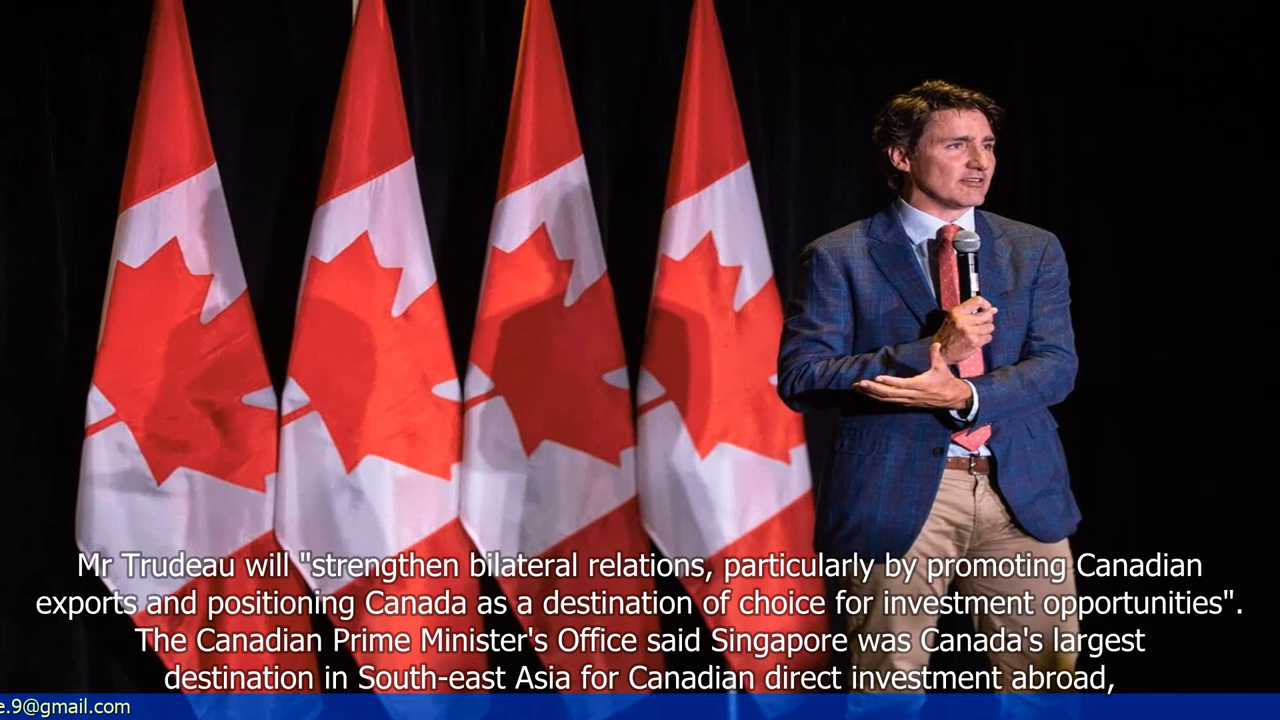 Mr Trudeau will "strengthen bilateral relations, particularly by promoting Canadian
exports and positioning Canada as a destination of choice for investment opportunities".
The Canadian Prime Minister's Office said Singapore was Canada's largest
destination in South-east Asia for Canadian direct investment abroad,
e.9@gmail.com